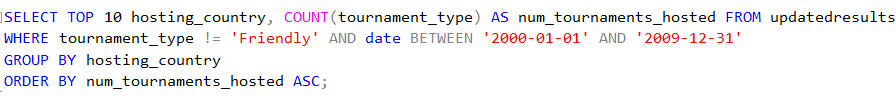 SELECT TOP 10 hosting_country, COUNT(tournament_type) AS num_tournaments_hosted FROM updatedresults
WHERE tournament_type != 'Friendly' AND date BETWEEN '2000-01-01' AND '2009-12-31'
GROUP BY hosting_country
ORDER BY num_tournaments_hosted ASC;